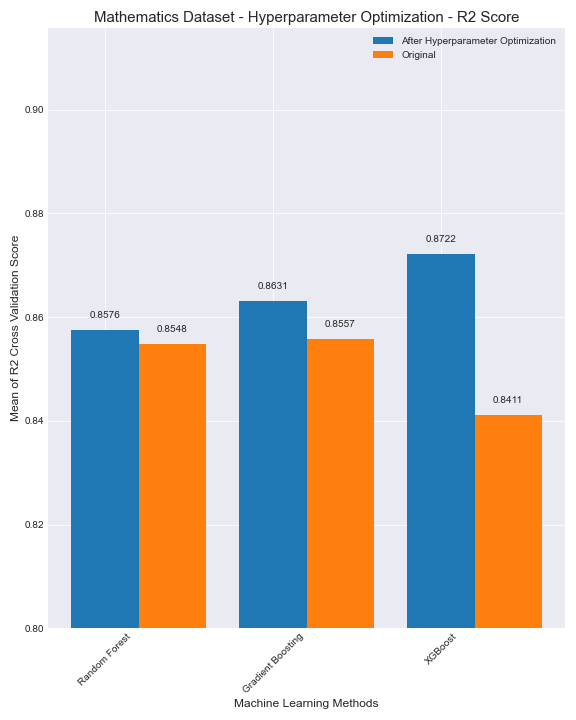 Mathematics Dataset - Hyperparameter Optimization - R2 Score
After Hyperparameter Optimization
Original
0.90
0.88
0.86
0.84
0.82
0.80
Mean of R2 Cross Validation Score
0.8576
0.8548
0.8631
0.8557
0.8722
0.8411
Random Forest
Gradient Boosting
XGBoost
Machine Learning Methods